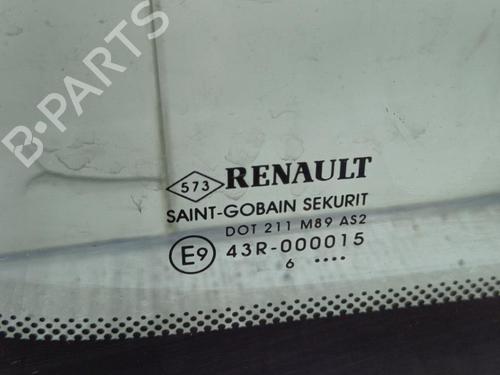 B-PARTS
573 RENAULT
SAINT-GOBAIN SEKURIT
DOT 211 M89 AS2
E9 43R-000015
6 ....